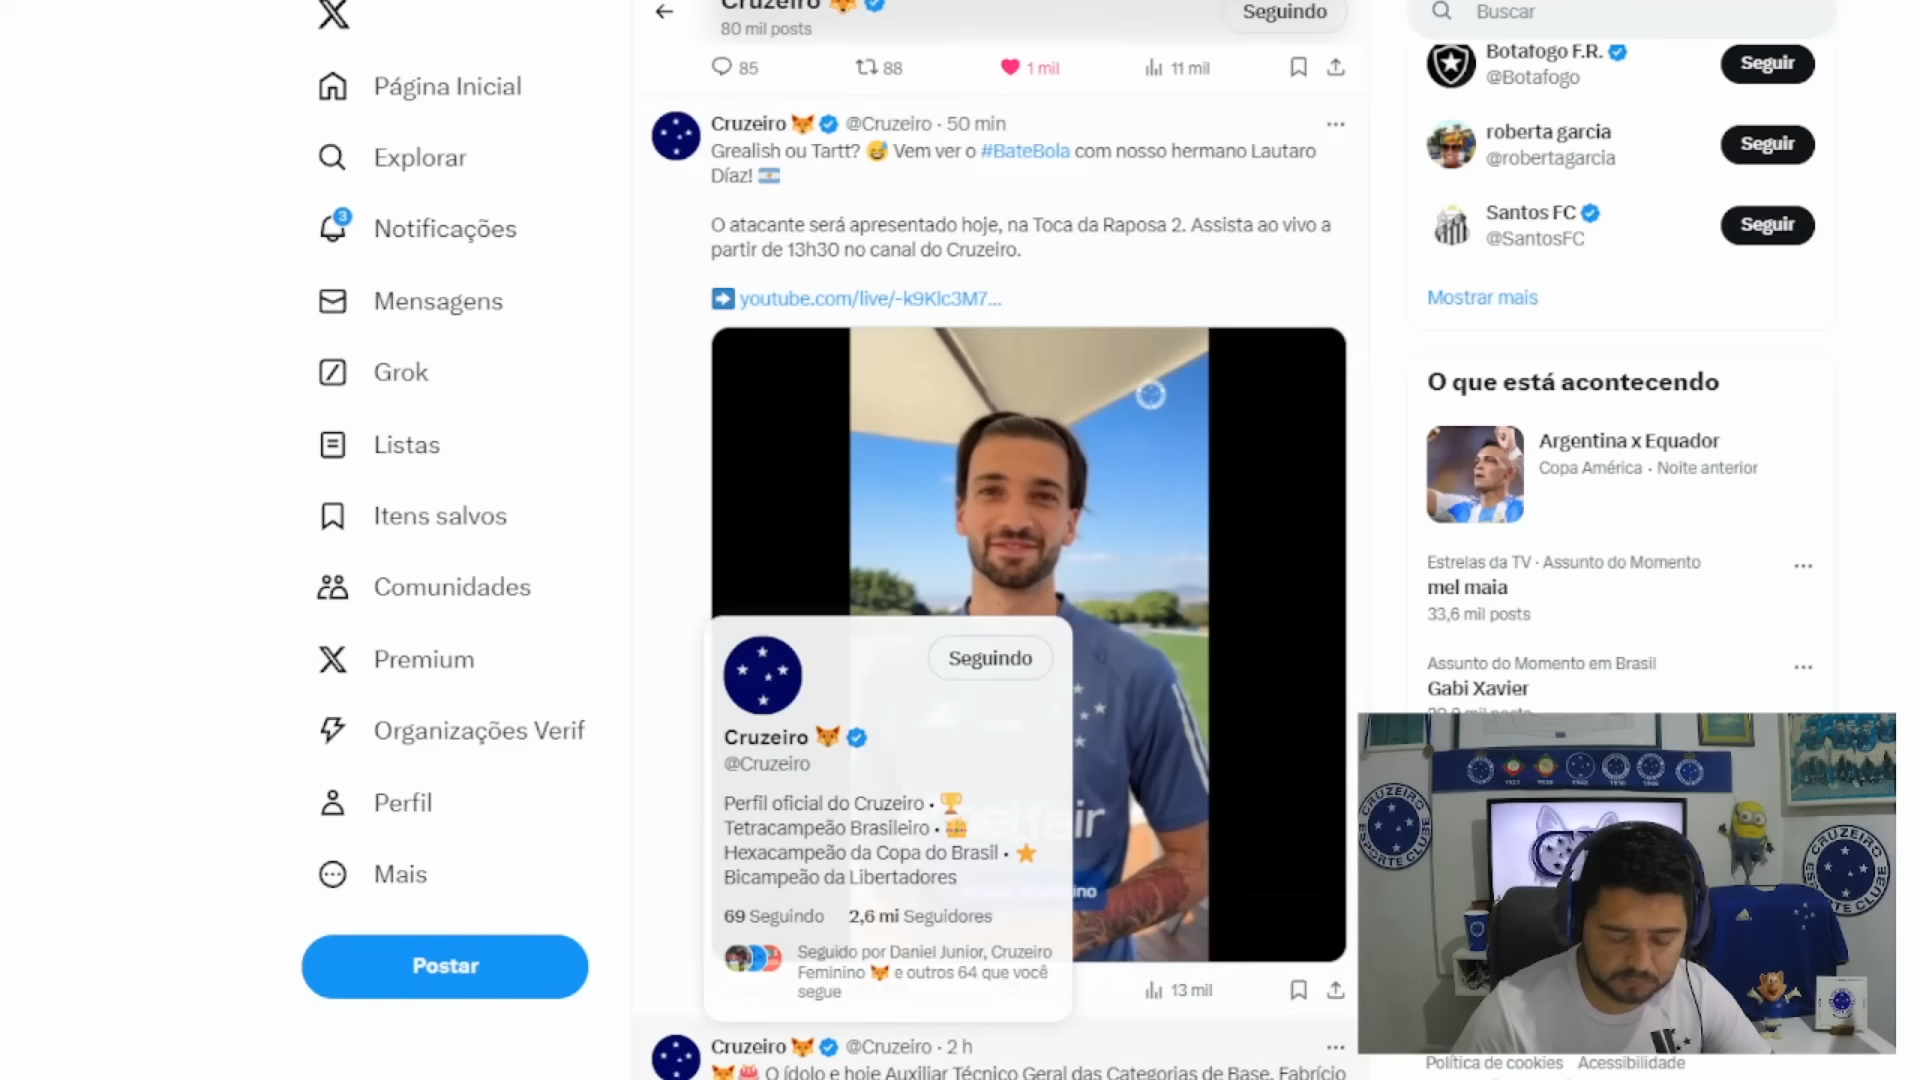 Página Inicial
Explorar
3
Notificações
Mensagens
Grok
Listas
Itens salvos
Comunidades
Premium
Organizações Verif
Perfil
Mais
Postar
Cruzeiro
80 mil posts
Seguindo
85
88
1 mil
11 mil
Cruzeiro @Cruzeiro · 50 min
Grealish ou Tartt? Vem ver o #BateBola com nosso hermano Lautaro
Díaz!
O atacante será apresentado hoje, na Toca da Raposa 2. Assista ao vivo a
partir de 13h30 no canal do Cruzeiro.
youtube.com/live/-k9Klc3M7...
Seguindo
Cruzeiro
@Cruzeiro
Perfil oficial do Cruzeiro •
Tetracampeão Brasileiro •
Hexacampeão da Copa do Brasil •
Bicampeão da Libertadores
69 Seguindo 2,6 mi Seguidores
Seguido por Daniel Junior, Cruzeiro
Feminino e outros 64 que você
segue
13 mil
Cruzeiro @Cruzeiro · 2 h
O ídolo e hoje Auxiliar Técnico Geral das Categorias de Base, Fabrício
Buscar
Botafogo F.R.
@Botafogo
Seguir
roberta garcia
@robertagarcia
Seguir
Santos FC
@SantosFC
Seguir
Mostrar mais
O que está acontecendo
Argentina x Equador
Copa América · Noite anterior
Estrelas da TV · Assunto do Momento
mel maia
33,6 mil posts
Assunto do Momento em Brasil
Gabi Xavier
CRUZEIRO
ESPORTE CLUBE
CRUZEIRO
ESPORTE CLUBE
Política de cookies Acessibilidade